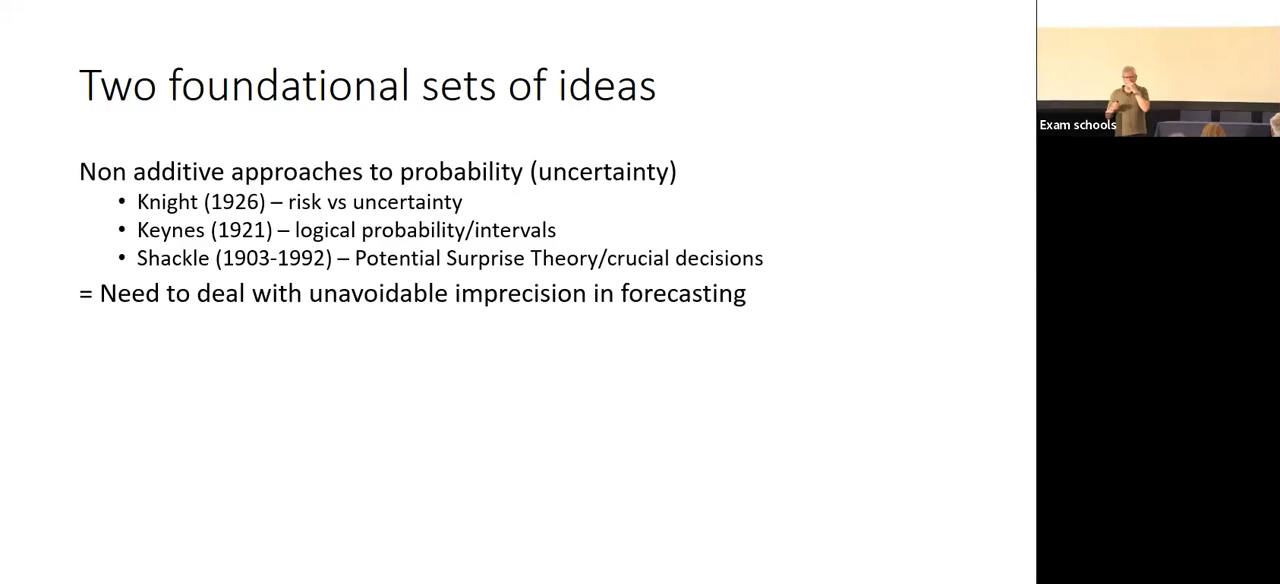 Two foundational sets of ideas
Non additive approaches to probability (uncertainty)
• Knight (1926) – risk vs uncertainty
• Keynes (1921) – logical probability/intervals
• Shackle (1903-1992) – Potential Surprise Theory/crucial decisions
= Need to deal with unavoidable imprecision in forecasting
Exam schools